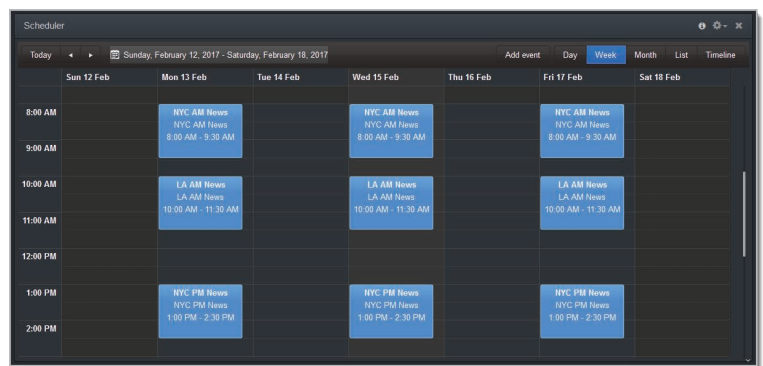 Scheduler
Today
Sunday, February 12, 2017 - Saturday, February 18, 2017
Add event
Day
Week
Month
List
Timeline
Sun 12 Feb
Mon 13 Feb
Tue 14 Feb
Wed 15 Feb
Thu 16 Feb
Fri 17 Feb
Sat 18 Feb
8:00 AM
NYC AM News
NYC AM News
8:00 AM - 9:30 AM
NYC AM News
NYC AM News
8:00 AM - 9:30 AM
NYC AM News
NYC AM News
8:00 AM - 9:30 AM
9:00 AM
10:00 AM
LA AM News
LA AM News
10:00 AM - 11:30 AM
LA AM News
LA AM News
10:00 AM - 11:30 AM
LA AM News
LA AM News
10:00 AM - 11:30 AM
11:00 AM
12:00 PM
1:00 PM
NYC PM News
NYC PM News
1:00 PM - 2:30 PM
NYC PM News
NYC PM News
1:00 PM - 2:30 PM
NYC PM News
NYC PM News
1:00 PM - 2:30 PM
2:00 PM